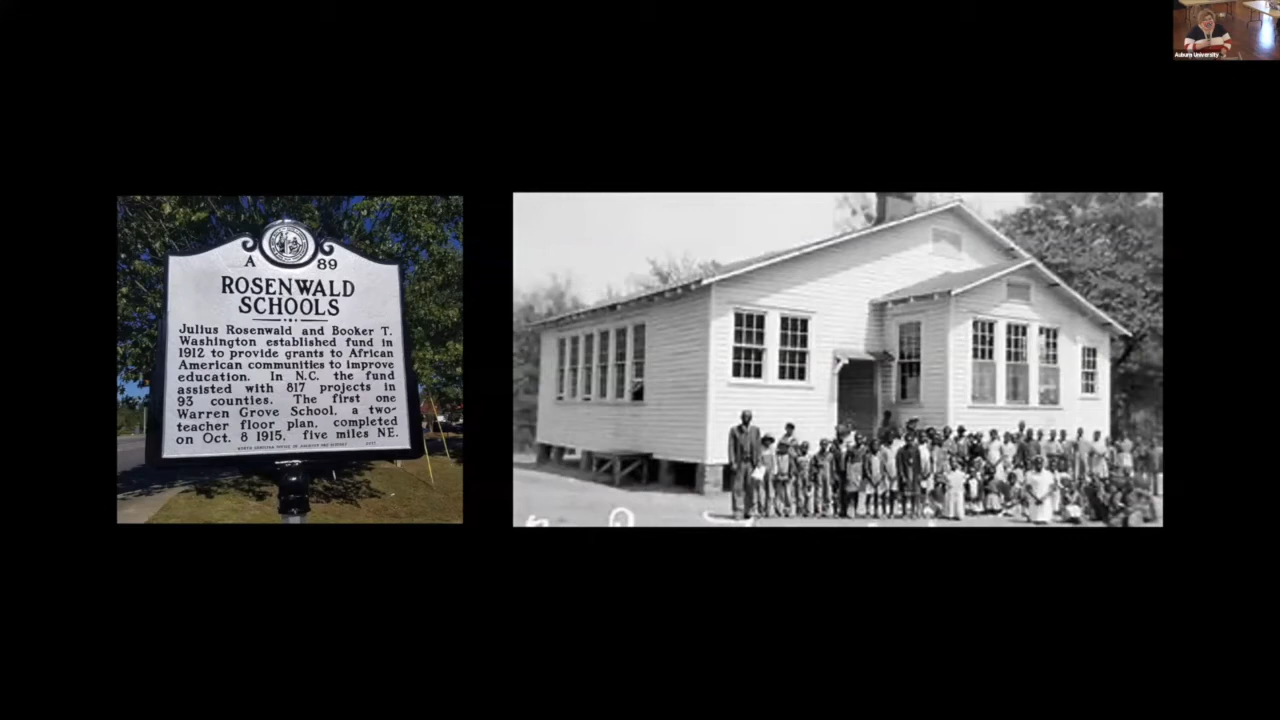 Auburn University
A 89
ROSENWALD
SCHOOLS
Julius Rosenwald and Booker T.
Washington established fund in
1912 to provide grants to African
American communities to improve
education. In N.C. the fund
assisted with 817 projects in
93 counties. The first one
Warren Grove School, a two-
teacher floor plan, completed
on Oct. 8 1915, five miles NE.